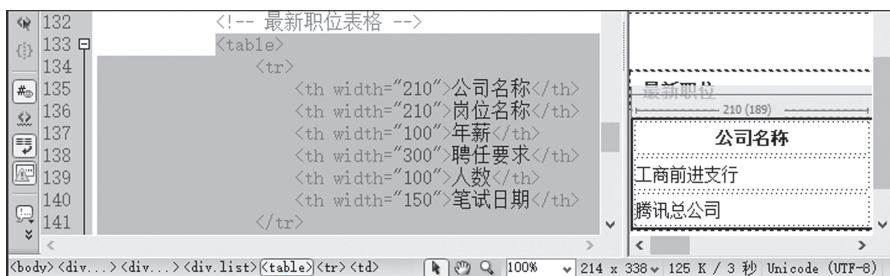 132 <!-- 最新职位表格 -->
133 <table>
134 <tr>
135 <th width="210">公司名称</th>
136 <th width="210">岗位名称</th>
137 <th width="100">年薪</th>
138 <th width="300">聘任要求</th>
139 <th width="100">人数</th>
140 <th width="150">笔试日期</th>
141 </tr>
最新职位
210 (189)
公司名称
工商前进支行
腾讯总公司
<body> <div...> <div...> <div.list> <table> <tr> <td> 100% 214 x 338 125 K / 3 秒 Unicode (UTF-8)